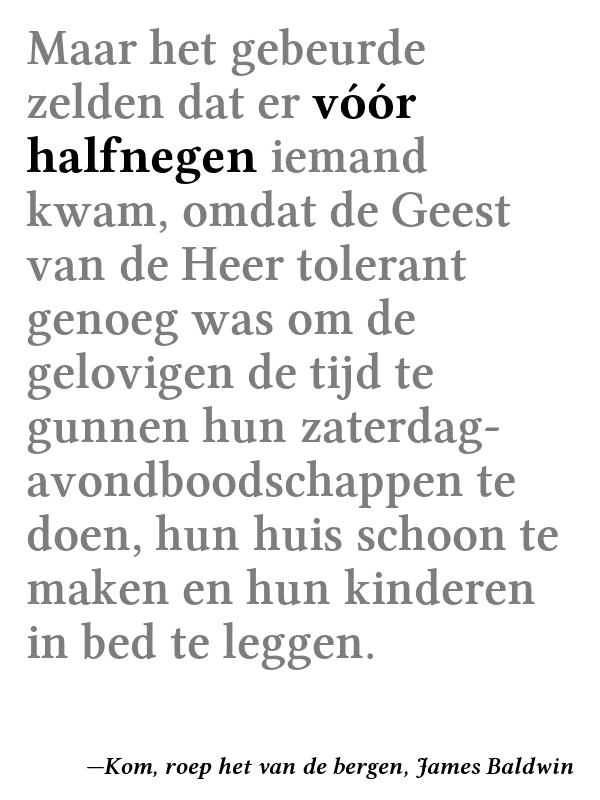 Maar het gebeurde
zelden dat er vóór
halfnegen iemand
kwam, omdat de Geest
van de Heer tolerant
genoeg was om de
gelovigen de tijd te
gunnen hun zaterdag-
avondboodschappen te
doen, hun huis schoon te
maken en hun kinderen
in bed te leggen.
—Kom, roep het van de bergen, James Baldwin